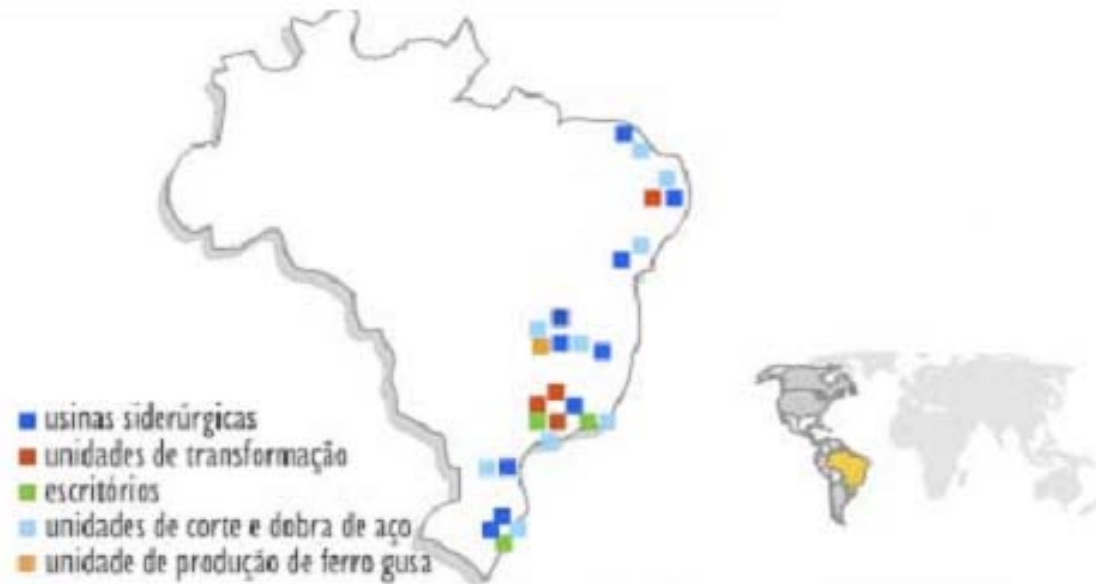 usinas siderúrgicas
unidades de transformação
escritórios
unidades de corte e dobra de aço
unidade de produção de ferro gusa